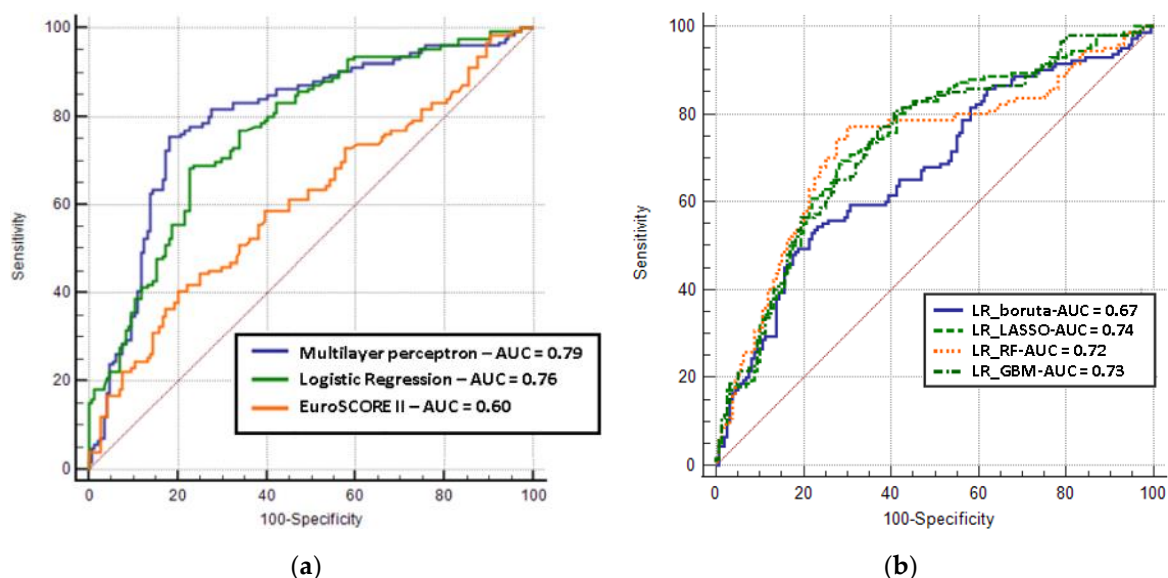 100
80
60
40
20
0
Sensitivity
0 20 40 60 80 100
100-Specificity
Multilayer perceptron – AUC = 0.79
Logistic Regression – AUC = 0.76
EuroSCORE II – AUC = 0.60
(a)
100
80
60
40
20
0
Sensitivity
0 20 40 60 80 100
100-Specificity
LR_boruta-AUC = 0.67
LR_LASSO-AUC = 0.74
LR_RF-AUC = 0.72
LR_GBM-AUC = 0.73
(b)